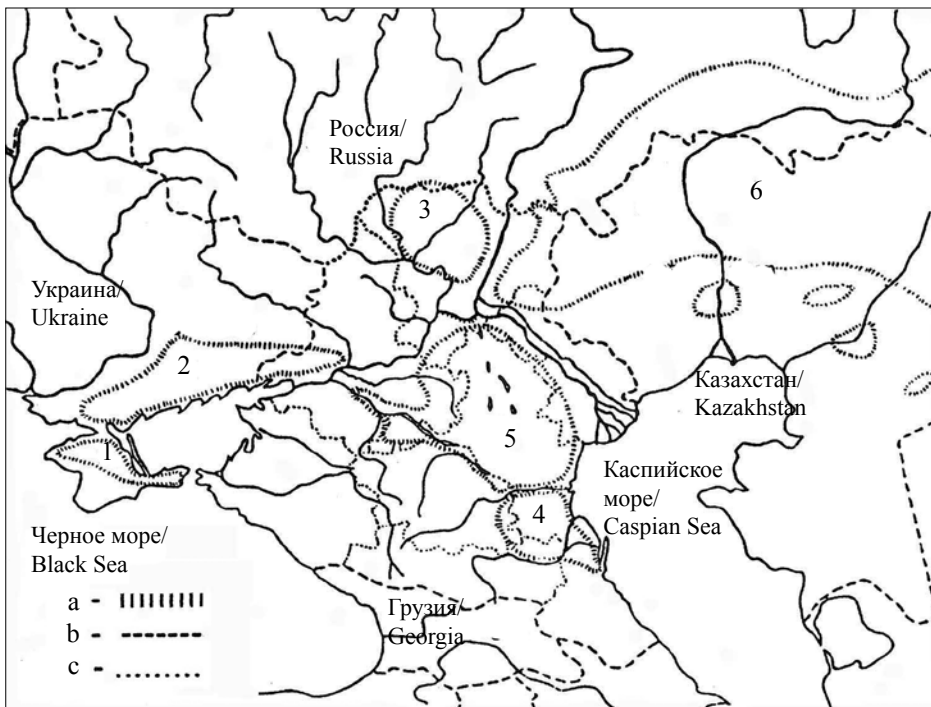 Россия/
Russia
6
3
Украина/
Ukraine
2
Казахстан/
Kazakhstan
5
1
Каспийское
море/
Caspian Sea
4
Черное море/
Black Sea
a -
b -
c -
Грузия/
Georgia